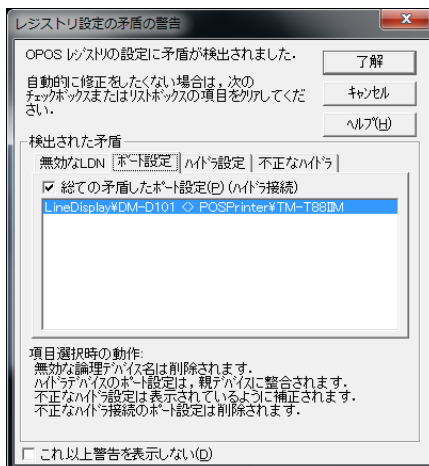 レジストリ設定の矛盾の警告
OPOS レジストリの設定に矛盾が検出されました.
自動的に修正をしたくない場合は, 次の
チェックボックスまたはリストボックスの項目をクリアしてくだ
さい.
了解
キャンセル
ヘルプ(H)
検出された矛盾
無効なLDN ポート設定 ハイドラ設定 不正なハイドラ
総ての矛盾したポート設定(P) (ハイドラ接続)
LineDisplay¥DM-D101 <> POSPrinter¥TM-T88IIM
項目選択時の動作:
無効な論理デバイス名は削除されます.
ハイドラデバイスのポート設定は, 親デバイスに整合されます.
不正なハイドラ設定は表示されているように補正されます.
不正なハイドラ接続のポート設定は削除されます.
これ以上警告を表示しない(D)